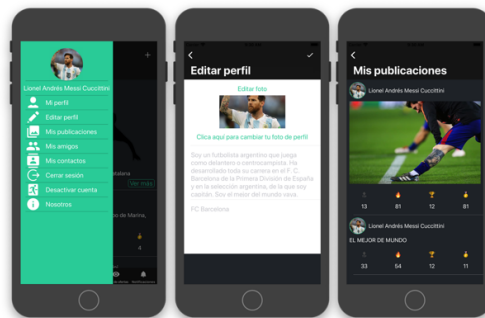 Lionel Andrés Messi Cuccittini
Mi perfil
Editar perfil
Mis publicaciones
Mis amigos
Mis contactos
Cerrar sesión
Desactivar cuenta
Nosotros
Ver más
Editar perfil
Editar foto
Clica aquí para cambiar tu foto de perfil
Soy un futbolista argentino que juega
como delantero o centrocampista. Ha
desarrollado toda su carrera en el F. C.
Barcelona de la Primera División de España
y en la selección argentina, de la que soy
capitán. Soy el mejor del mundo vaya.
FC Barcelona
Mis publicaciones
Lionel Andrés Messi Cuccittini
13 81 12 81
Lionel Andrés Messi Cuccittini
EL MEJOR DE MUNDO
33 54 12 11